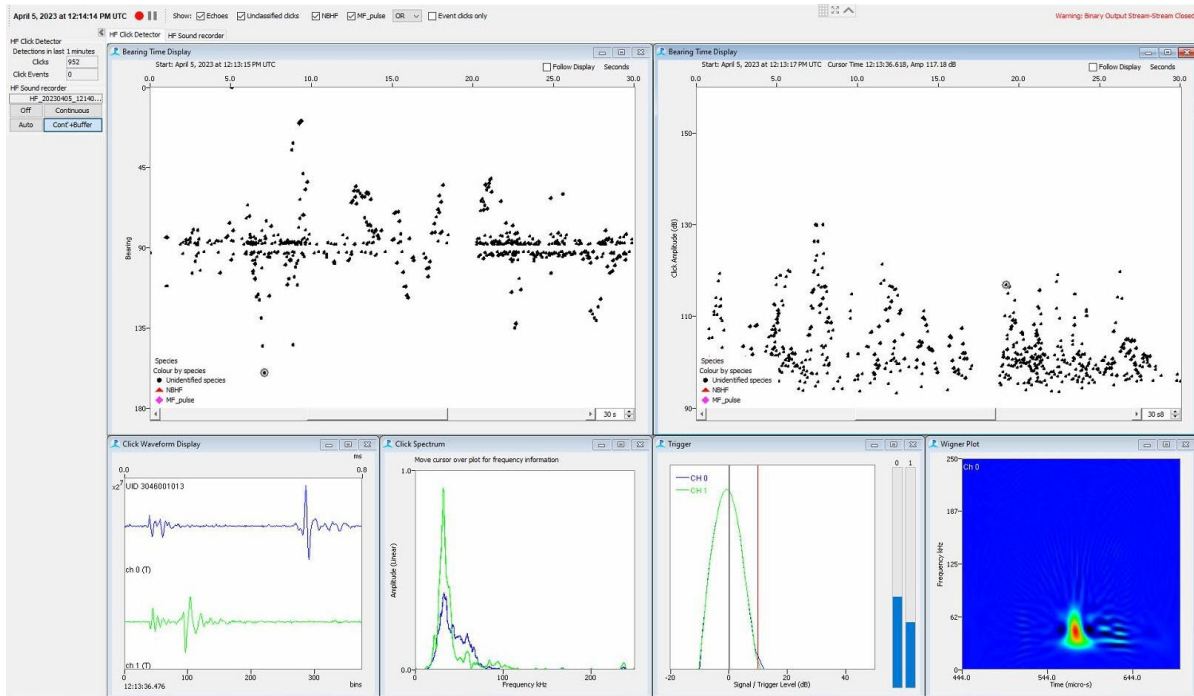 April 5, 2023 at 12:14:14 PM UTC
Show: Echoes Unclassified clicks NBHF MF_pulse OR Event clicks only
Warning: Binary Output Stream-Stream Closed
HF Click Detector
Detections in last 1 minutes
Clicks 952
Click Events 0
HF Sound recorder
HF_20230405_12140...
Off Continuous
Auto Cont'+Buffer
HF Click Detector HF Sound recorder
Bearing Time Display
Start: April 5, 2023 at 12:13:15 PM UTC
Follow Display Seconds
0.0 5.0 10.0 15.0 20.0 25.0 30.0
0
45
90
135
180
Bearing
Species
Colour by species
Unidentified species
NBHF
MF_pulse
30 s
Bearing Time Display
Start: April 5, 2023 at 12:13:17 PM UTC Cursor Time 12:13:36.618, Amp 117.18 dB
Follow Display Seconds
0.0 5.0 10.0 15.0 20.0 25.0 30.0
150
130
110
90
Click Amplitude (dB)
Species
Colour by species
Unidentified species
NBHF
MF_pulse
30 s8
Click Waveform Display
ms
0.0 0.8
x2⁷ UID 3046001013
ch 0 (T)
ch 1 (T)
0 100 200 300
12:13:36.476 bins
Click Spectrum
Move cursor over plot for frequency information
1.0
Amplitude (Linear)
0.0
0 100 200
Frequency kHz
Trigger
0 1
CH 0
CH 1
-20 0 20 40
Signal / Trigger Level (dB)
Wigner Plot
Ch 0
250
187
125
62
0
Frequency kHz
444.0 544.0 644.0
Time (micro-s)